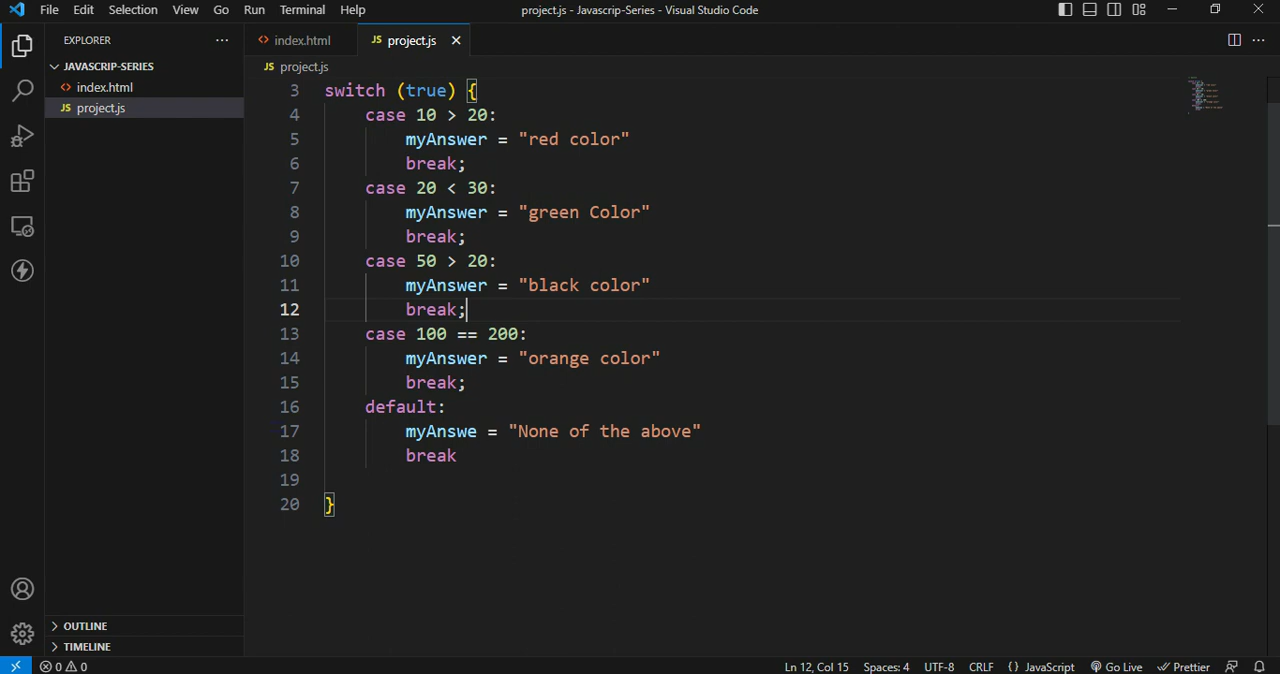 File Edit Selection View Go Run Terminal Help project.js - Javascrip-Series - Visual Studio Code
EXPLORER ...
JAVASCRIP-SERIES
index.html
JS project.js
index.html JS project.js
JS project.js
3 switch (true) {
4 case 10 > 20:
5 myAnswer = "red color"
6 break;
7 case 20 < 30:
8 myAnswer = "green Color"
9 break;
10 case 50 > 20:
11 myAnswer = "black color"
12 break;
13 case 100 == 200:
14 myAnswer = "orange color"
15 break;
16 default:
17 myAnswe = "None of the above"
18 break
19
20 }
OUTLINE
TIMELINE
0 0 Ln 12, Col 15 Spaces: 4 UTF-8 CRLF {} JavaScript Go Live Prettier